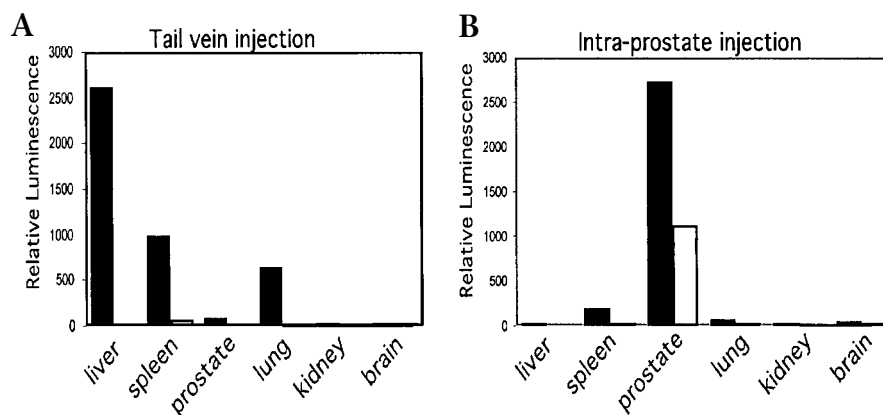 A
Tail vein injection
Relative Luminescence
3000
2500
2000
1500
1000
500
0
liver
spleen
prostate
lung
kidney
brain
B
Intra-prostate injection
Relative Luminescence
3000
2500
2000
1500
1000
500
0
liver
spleen
prostate
lung
kidney
brain